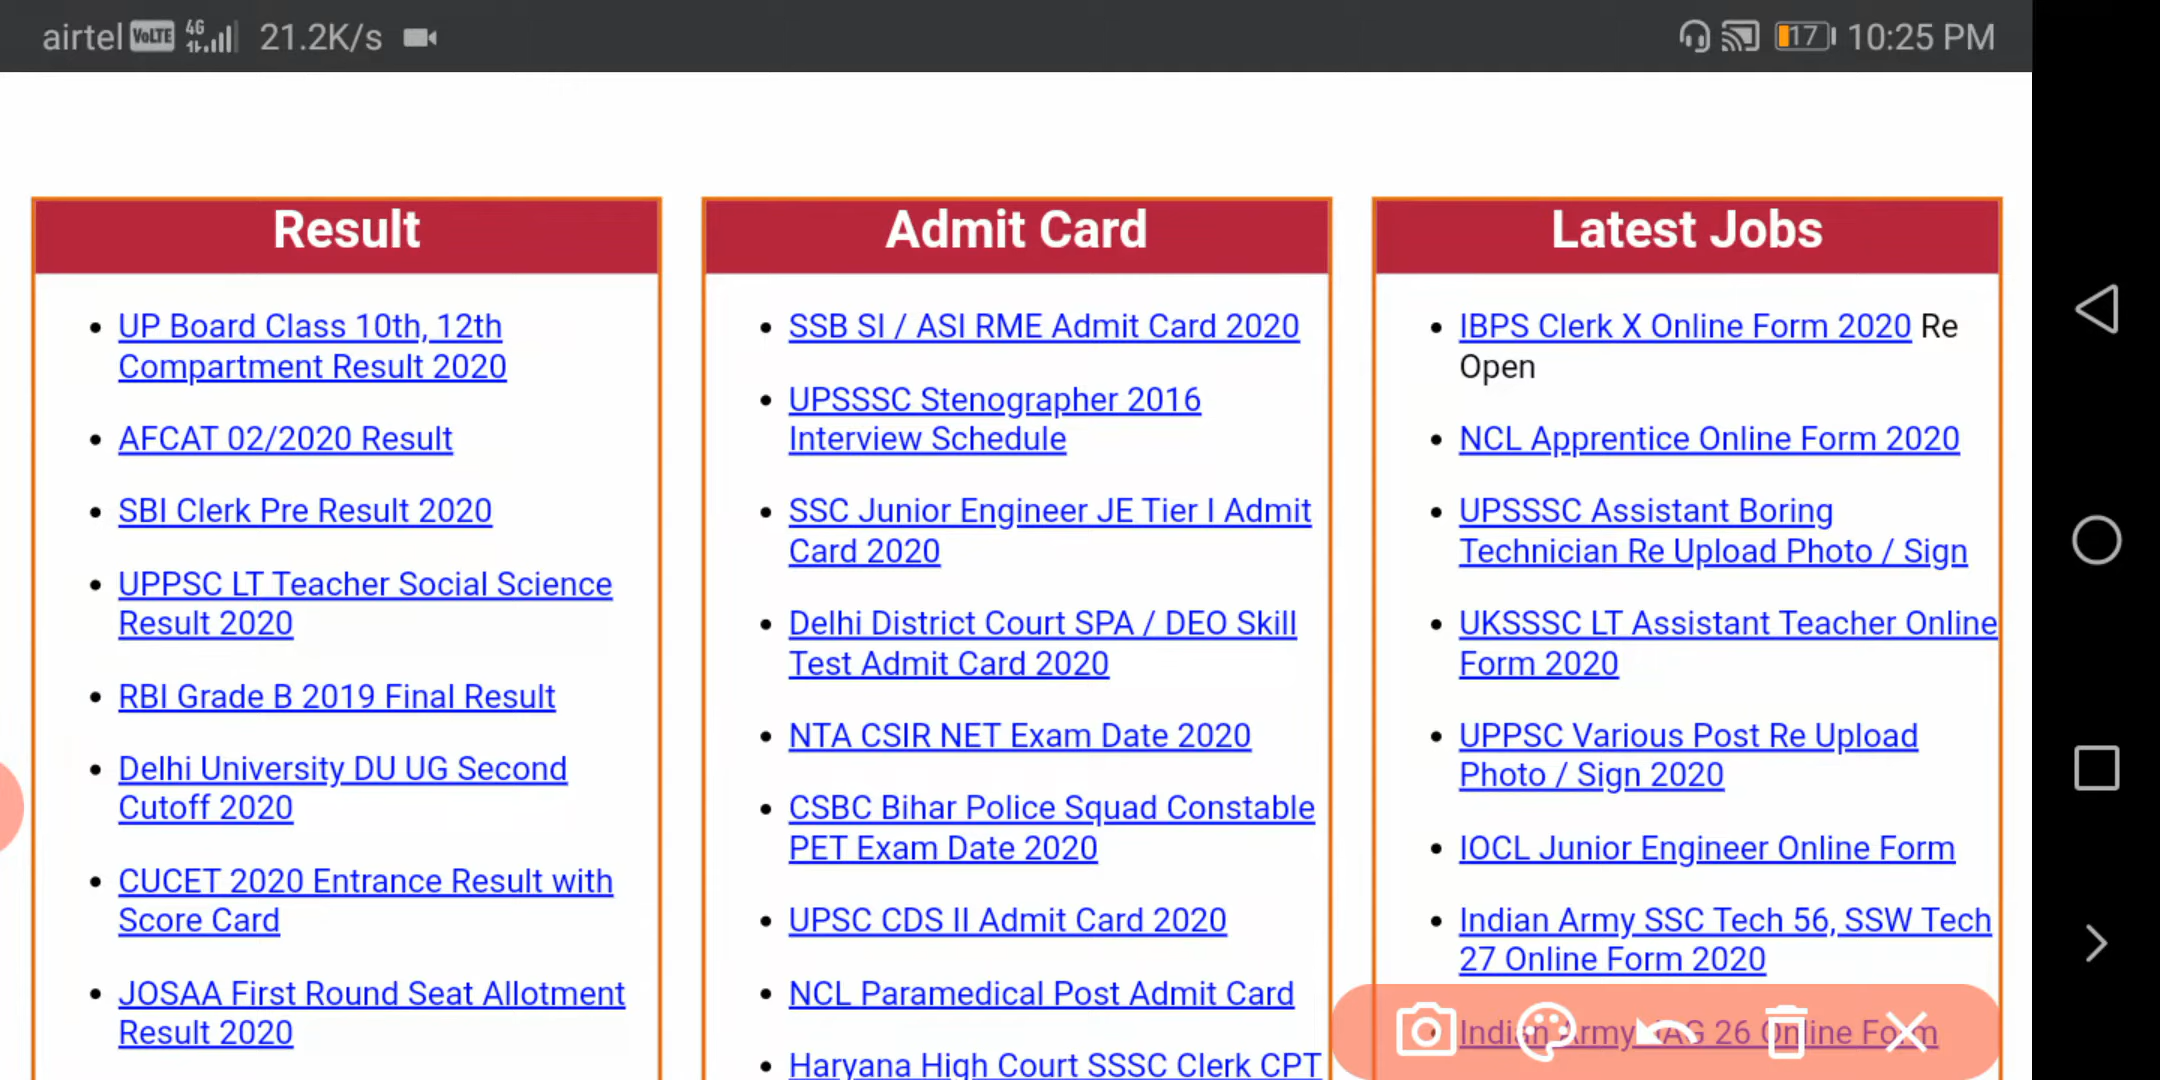 airtel VoLTE 4G 21.2K/s 17 10:25 PM
Result
UP Board Class 10th, 12th
Compartment Result 2020
AFCAT 02/2020 Result
SBI Clerk Pre Result 2020
UPPSC LT Teacher Social Science
Result 2020
RBI Grade B 2019 Final Result
Delhi University DU UG Second
Cutoff 2020
CUCET 2020 Entrance Result with
Score Card
JOSAA First Round Seat Allotment
Result 2020
Admit Card
SSB SI / ASI RME Admit Card 2020
UPSSSC Stenographer 2016
Interview Schedule
SSC Junior Engineer JE Tier I Admit
Card 2020
Delhi District Court SPA / DEO Skill
Test Admit Card 2020
NTA CSIR NET Exam Date 2020
CSBC Bihar Police Squad Constable
PET Exam Date 2020
UPSC CDS II Admit Card 2020
NCL Paramedical Post Admit Card
Haryana High Court SSSC Clerk CPT
Latest Jobs
IBPS Clerk X Online Form 2020 Re
Open
NCL Apprentice Online Form 2020
UPSSSC Assistant Boring
Technician Re Upload Photo / Sign
UKSSSC LT Assistant Teacher Online
Form 2020
UPPSC Various Post Re Upload
Photo / Sign 2020
IOCL Junior Engineer Online Form
Indian Army SSC Tech 56, SSW Tech
27 Online Form 2020
Indian Army JAG 26 Online Form